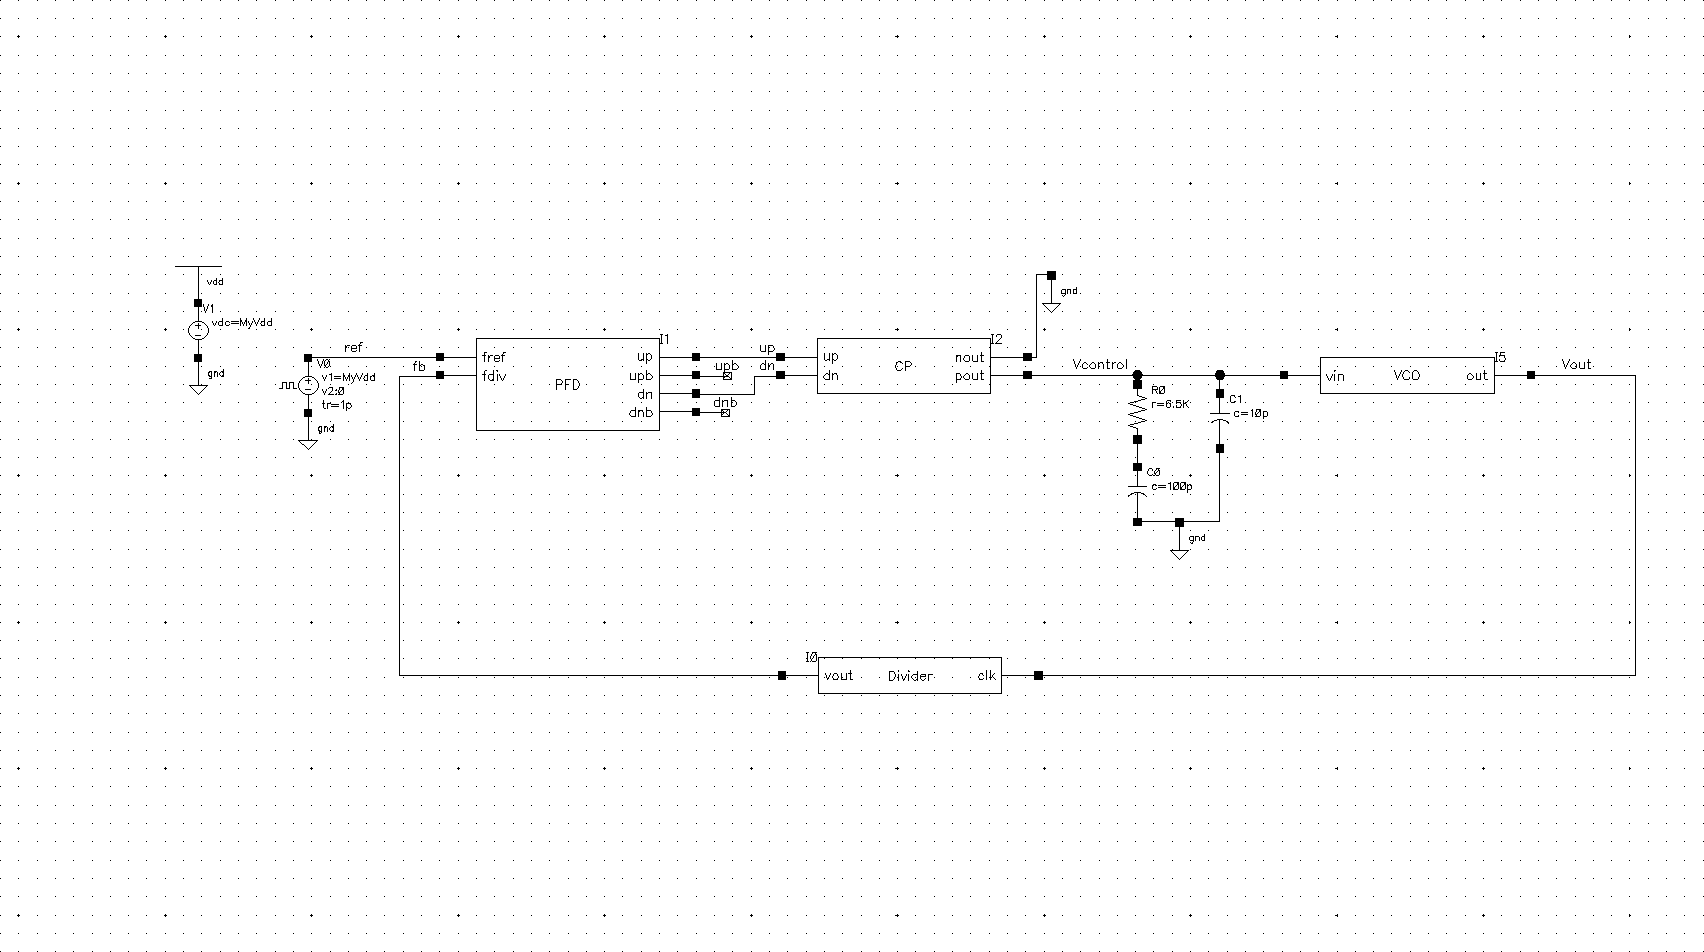 vdd
V1
vdc=MyVdd
gnd
ref
V0
v1=MyVdd
v2:0
tr=1p
gnd
fb
I1
fref
fdiv
PFD
up
upb
dn
dnb
up
upb
dn
dnb
I2
up
dn
CP
nout
pout
gnd
Vcontrol
R0
r=6.5K
C0
c=100p
C1
c=10p
gnd
I5
vin
VCO
out
Vout
I0
vout
Divider
clk